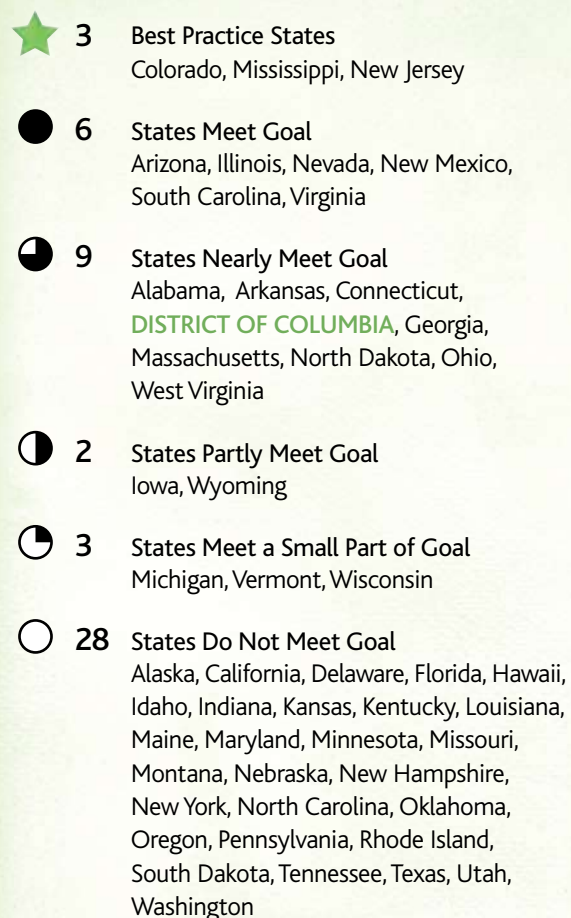 3 Best Practice States
Colorado, Mississippi, New Jersey
6 States Meet Goal
Arizona, Illinois, Nevada, New Mexico,
South Carolina, Virginia
9 States Nearly Meet Goal
Alabama, Arkansas, Connecticut,
DISTRICT OF COLUMBIA, Georgia,
Massachusetts, North Dakota, Ohio,
West Virginia
2 States Partly Meet Goal
Iowa, Wyoming
3 States Meet a Small Part of Goal
Michigan, Vermont, Wisconsin
28 States Do Not Meet Goal
Alaska, California, Delaware, Florida, Hawaii,
Idaho, Indiana, Kansas, Kentucky, Louisiana,
Maine, Maryland, Minnesota, Missouri,
Montana, Nebraska, New Hampshire,
New York, North Carolina, Oklahoma,
Oregon, Pennsylvania, Rhode Island,
South Dakota, Tennessee, Texas, Utah,
Washington